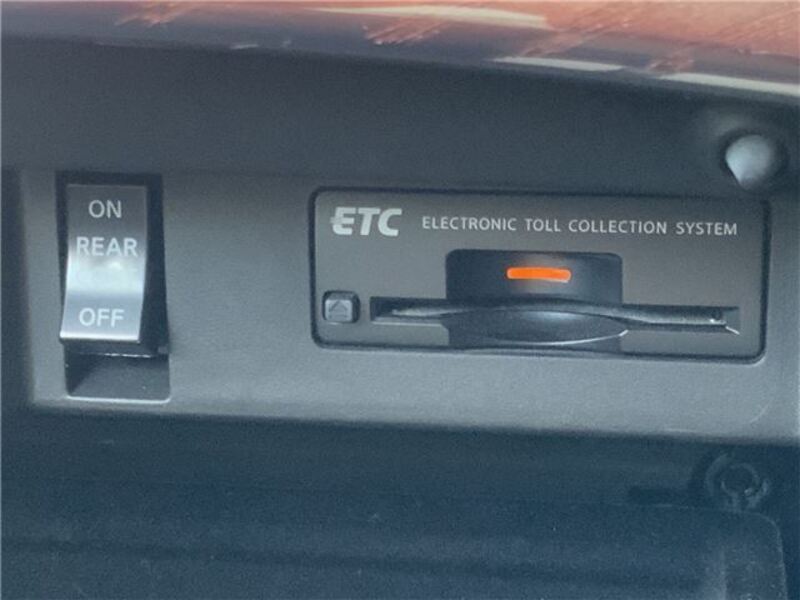 ON
REAR
OFF
ETC ELECTRONIC TOLL COLLECTION SYSTEM